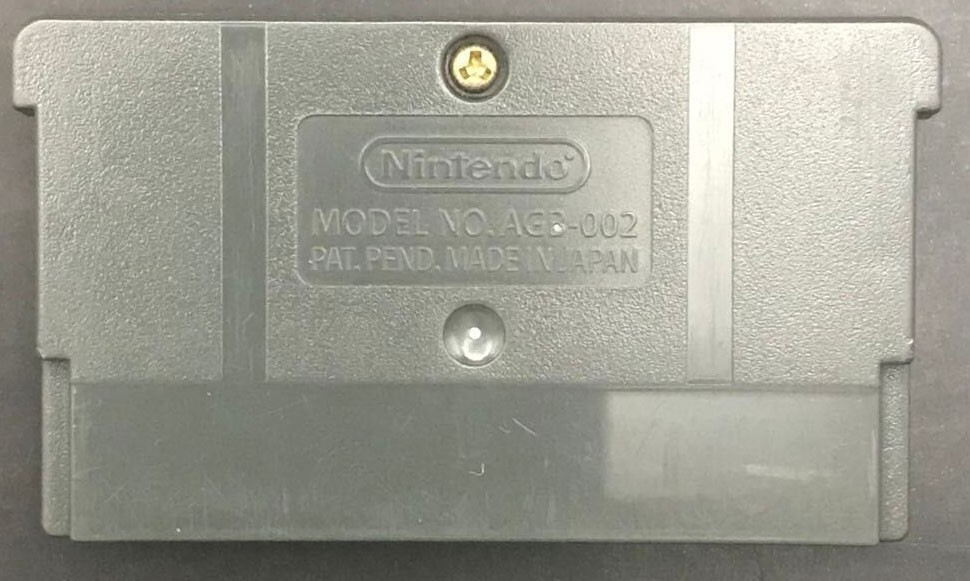 Nintendo
MODEL NO. AGB-002
PAT. PEND. MADE IN JAPAN